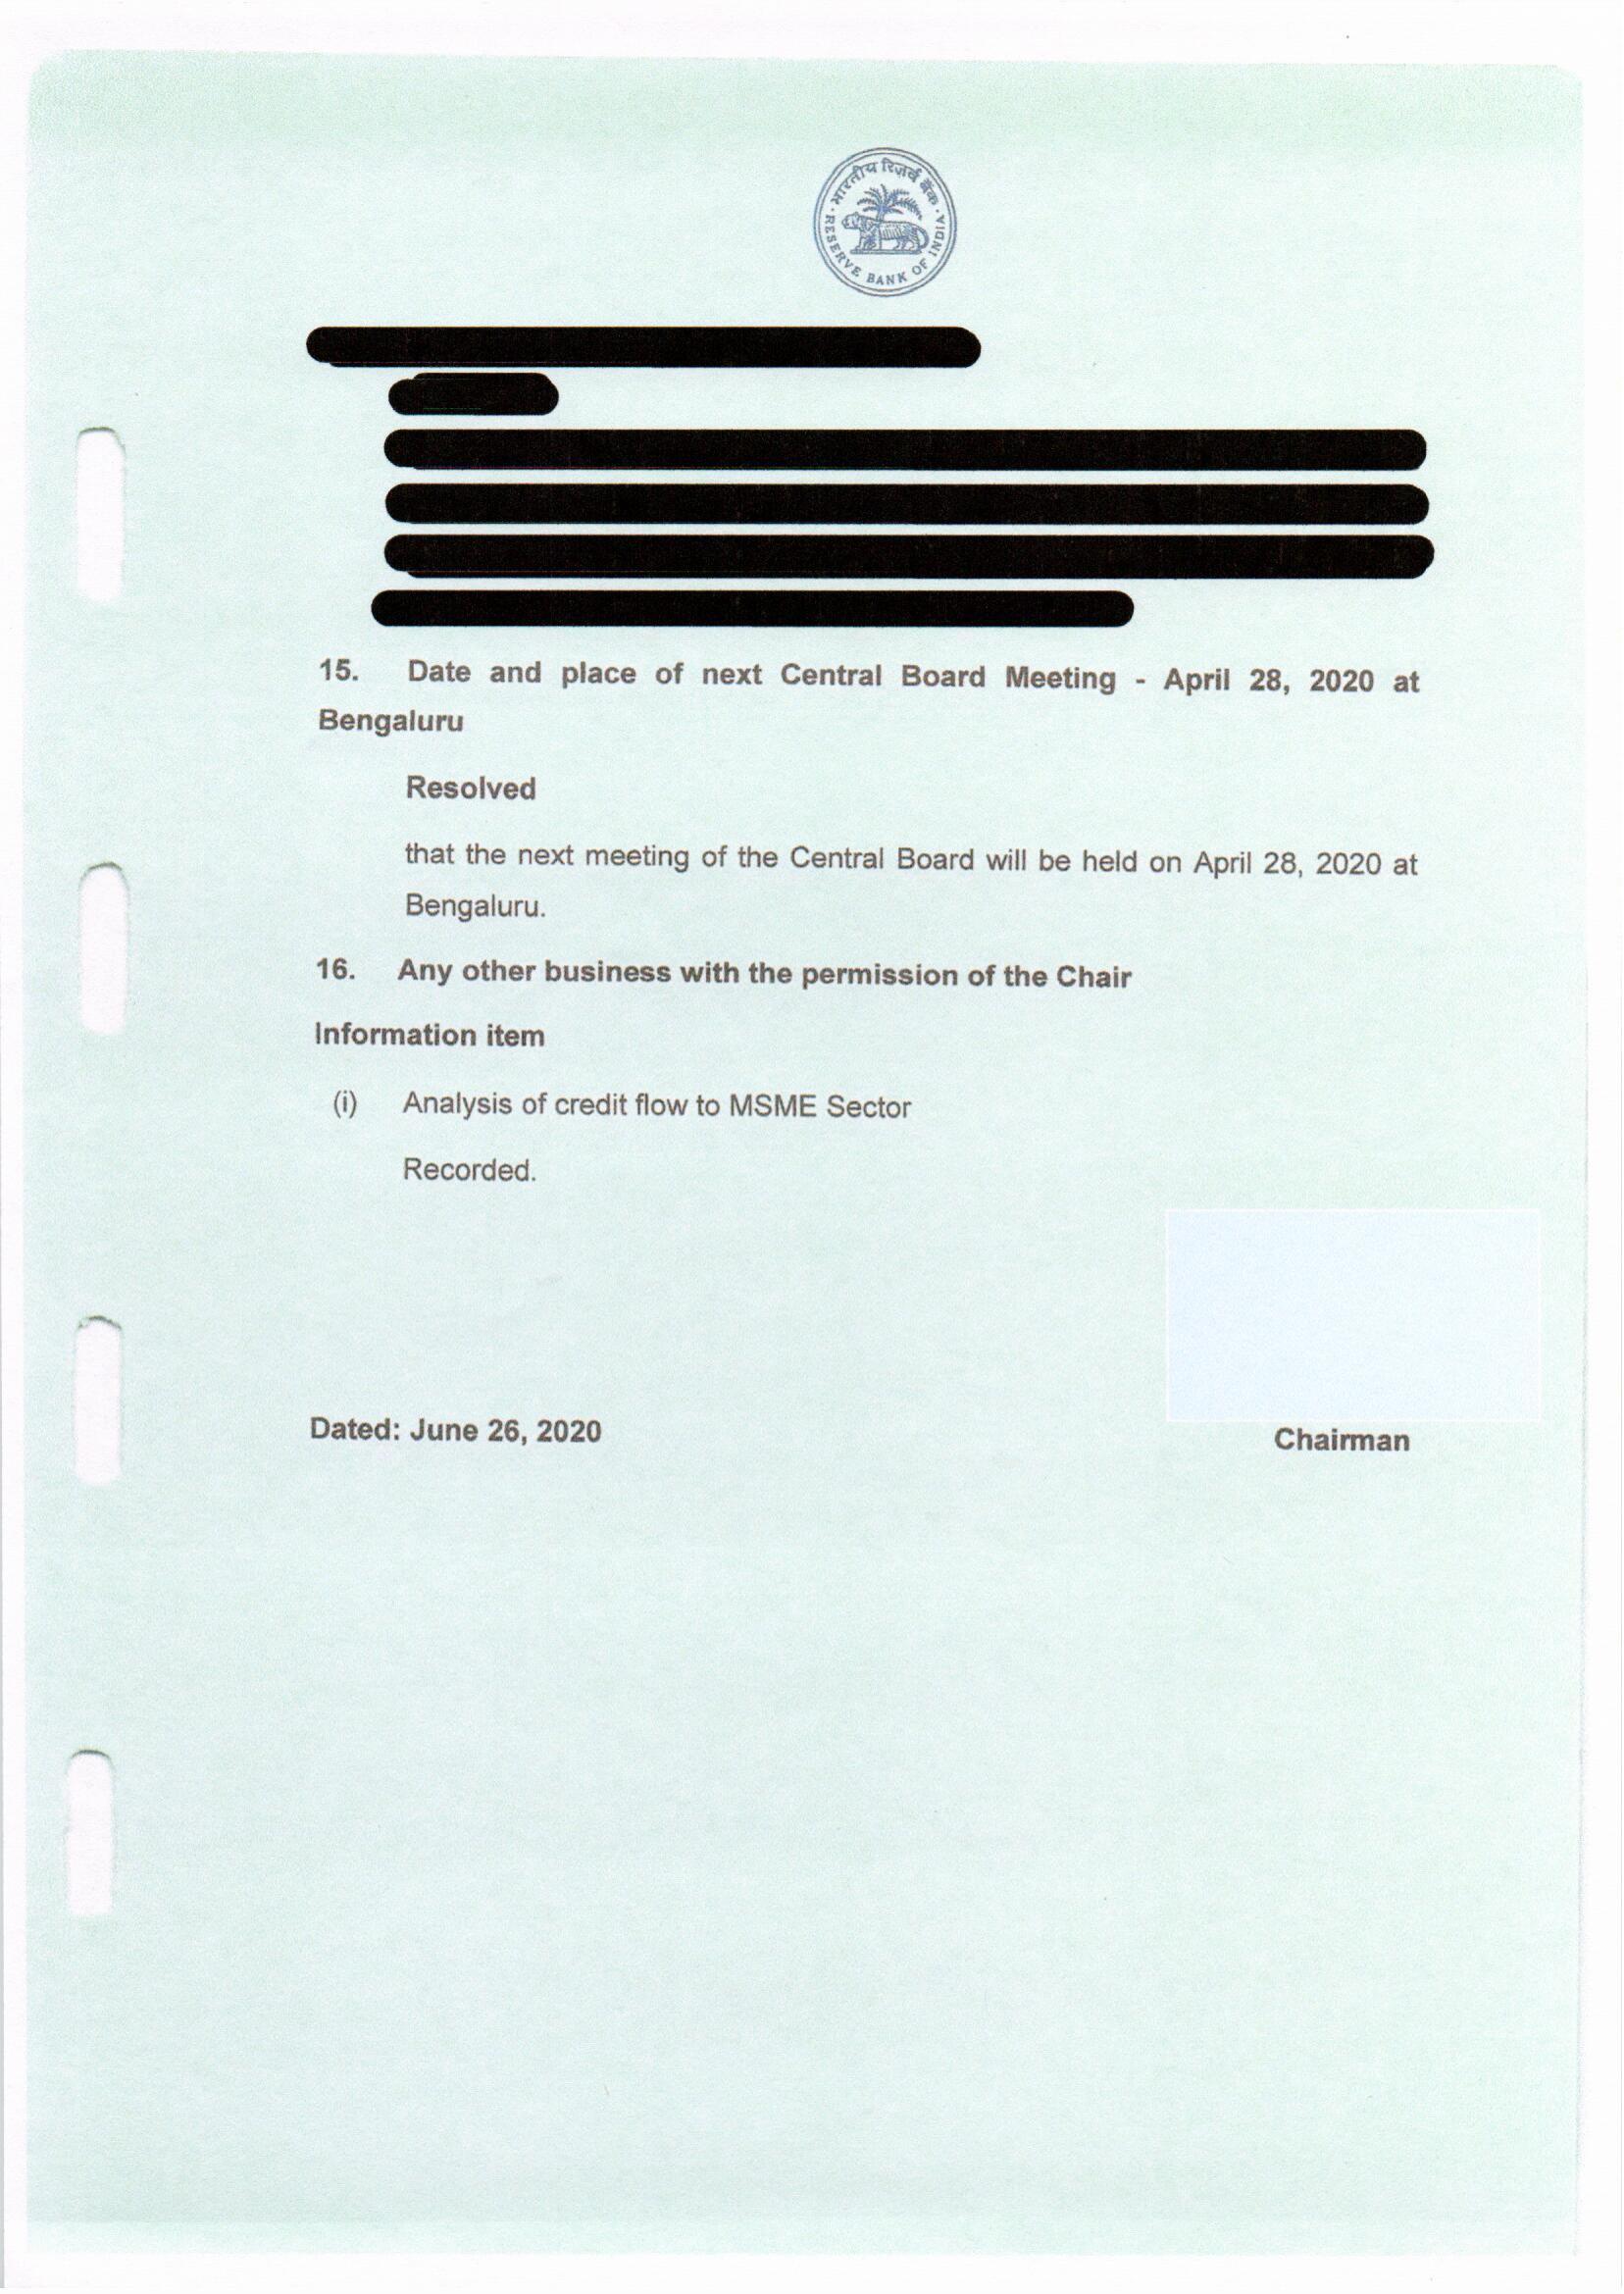 भारतीय रिज़र्व बैंक
RESERVE BANK OF INDIA
15. Date and place of next Central Board Meeting - April 28, 2020 at
Bengaluru
Resolved
that the next meeting of the Central Board will be held on April 28, 2020 at
Bengaluru.
16. Any other business with the permission of the Chair
Information item
(i) Analysis of credit flow to MSME Sector
Recorded.
Dated: June 26, 2020
Chairman